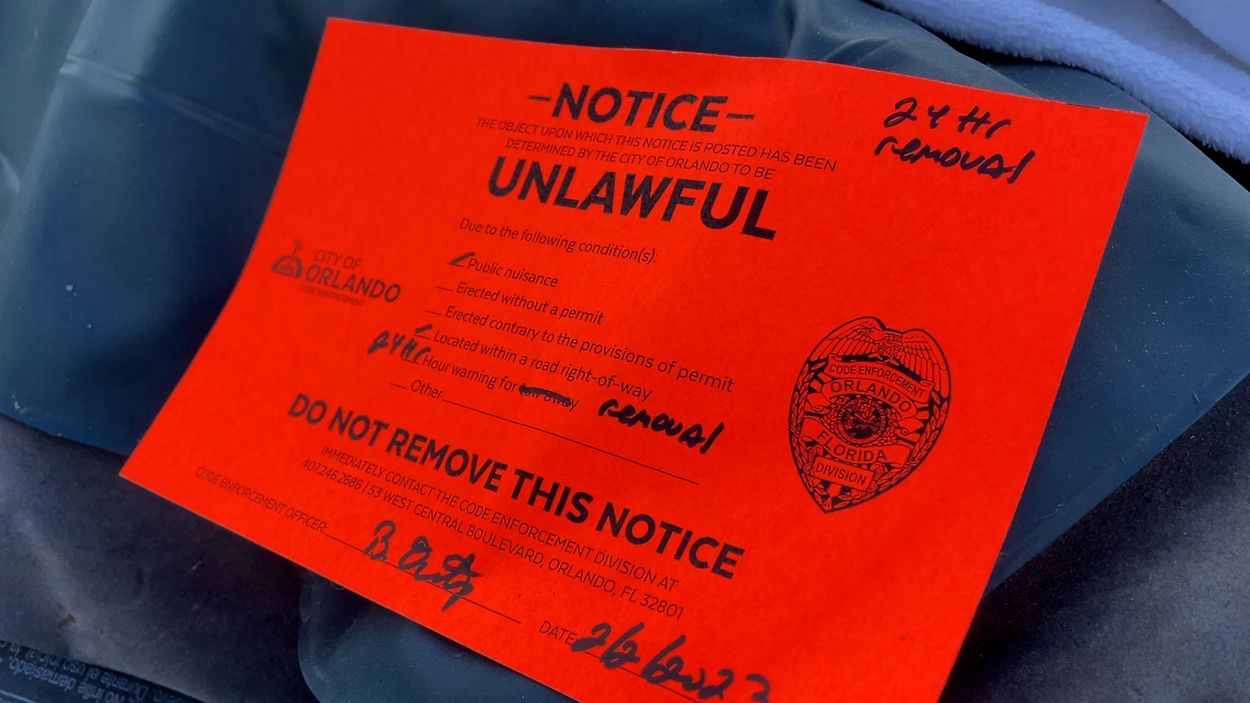 –NOTICE–
24 Hr
removal
THE OBJECT UPON WHICH THIS NOTICE IS POSTED HAS BEEN
DETERMINED BY THE CITY OF ORLANDO TO BE
UNLAWFUL
Due to the following condition(s):
Public nuisance
Erected without a permit
Erected contrary to the provisions of permit
Located within a road right-of-way
24Hr Hour warning for tow away removal
Other
CITY OF
ORLANDO
CODE ENFORCEMENT
CODE ENFORCEMENT
ORLANDO
FLORIDA
DIVISION
DO NOT REMOVE THIS NOTICE
IMMEDIATELY CONTACT THE CODE ENFORCEMENT DIVISION AT
407.246.2686 | 53 WEST CENTRAL BOULEVARD, ORLANDO, FL 32801
CODE ENFORCEMENT OFFICER
DATE